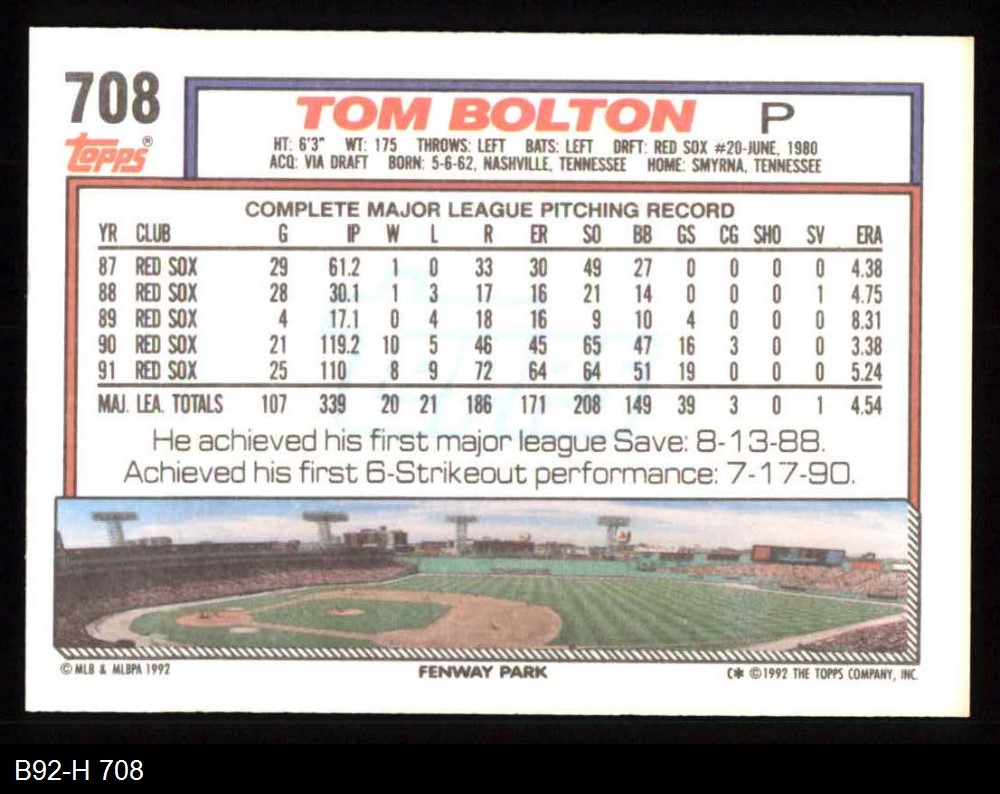 708
Topps®
TOM BOLTON P
HT: 6'3" WT: 175 THROWS: LEFT BATS: LEFT DRFT: RED SOX #20-JUNE, 1980
ACQ: VIA DRAFT BORN: 5-6-62, NASHVILLE, TENNESSEE HOME: SMYRNA, TENNESSEE
COMPLETE MAJOR LEAGUE PITCHING RECORD
YR CLUB G IP W L R ER SO BB GS CG SHO SV ERA
87 RED SOX 29 61.2 1 0 33 30 49 27 0 0 0 0 4.38
88 RED SOX 28 30.1 1 3 17 16 21 14 0 0 0 1 4.75
89 RED SOX 4 17.1 0 4 18 16 9 10 4 0 0 0 8.31
90 RED SOX 21 119.2 10 5 46 45 65 47 16 3 0 0 3.38
91 RED SOX 25 110 8 9 72 64 64 51 19 0 0 0 5.24
MAJ. LEA. TOTALS 107 339 20 21 186 171 208 149 39 3 0 1 4.54
He achieved his first major league Save: 8-13-88.
Achieved his first 6-Strikeout performance: 7-17-90.
© MLB & MLBPA 1992 FENWAY PARK C* ©1992 THE TOPPS COMPANY, INC.
B92-H 708